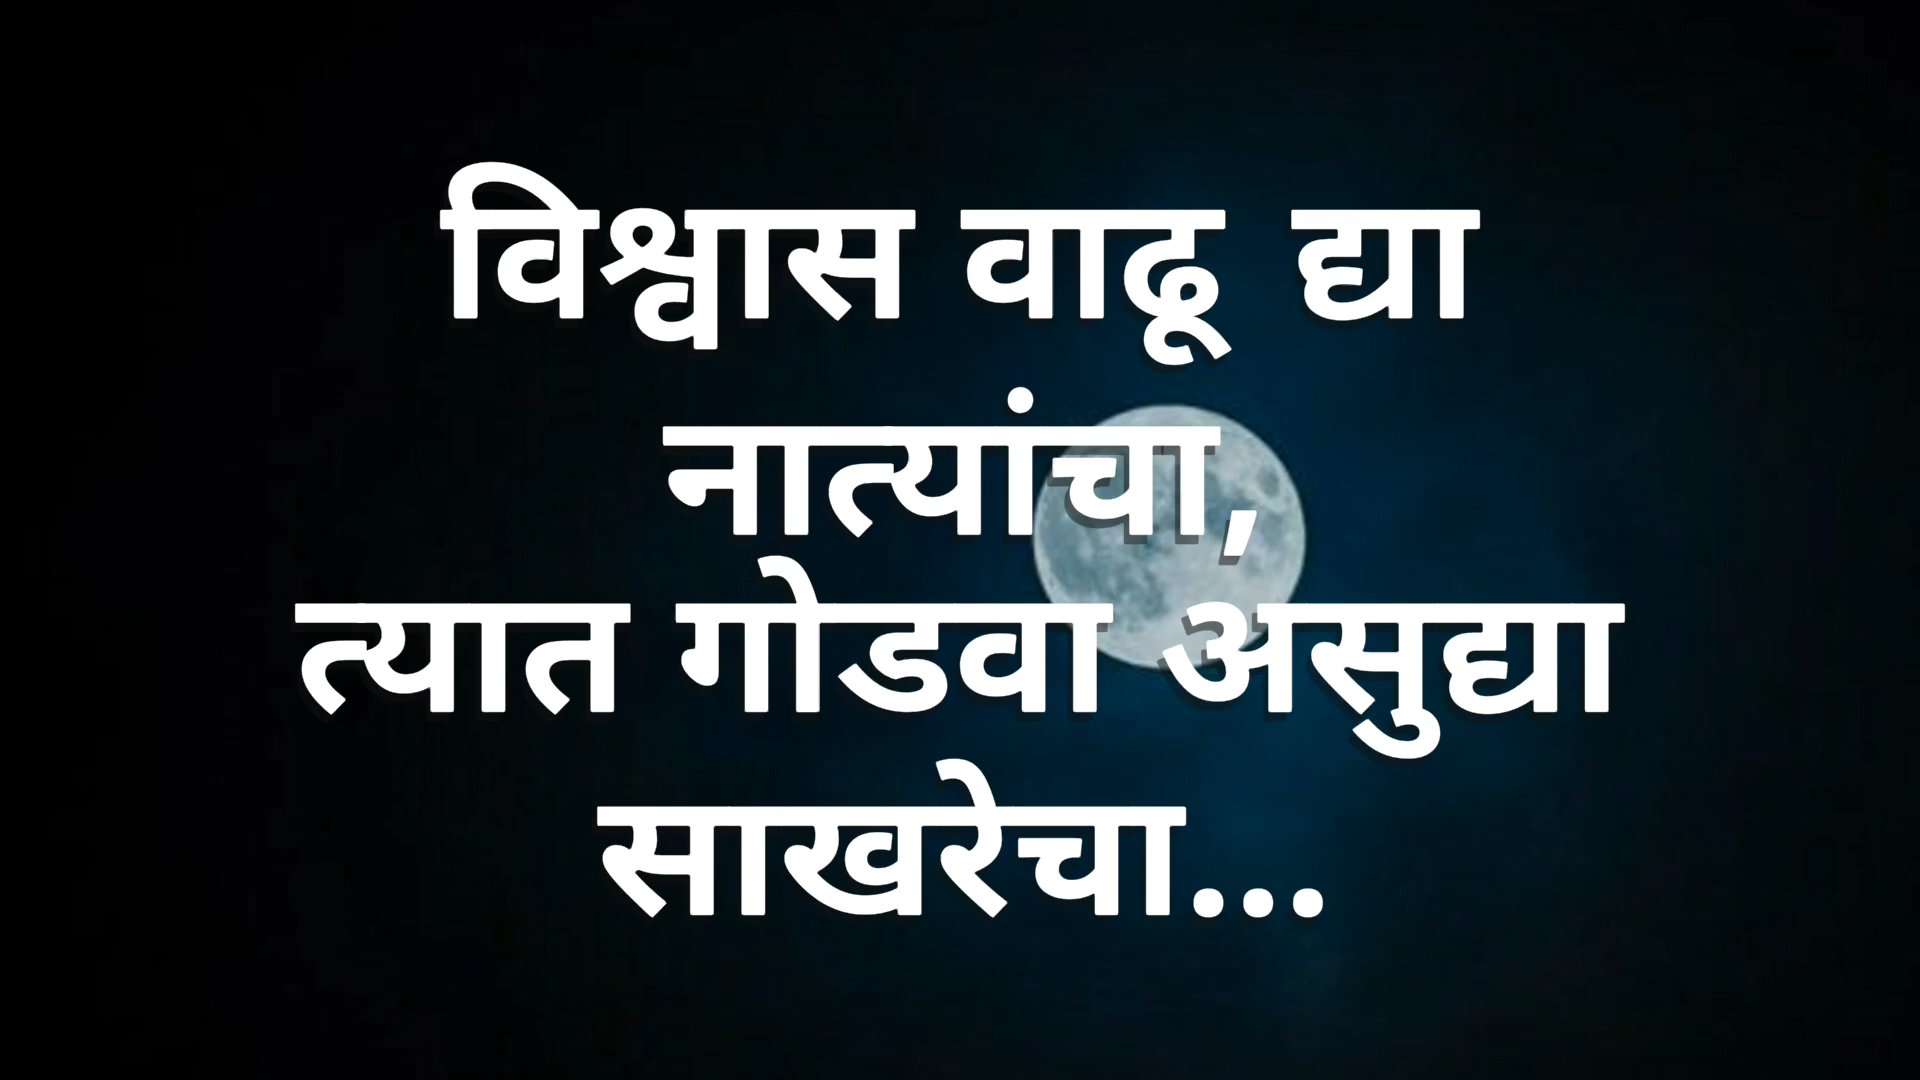 विश्वास वाढू द्या
नात्यांचा,
त्यात गोडवा असुद्या
साखरेचा...